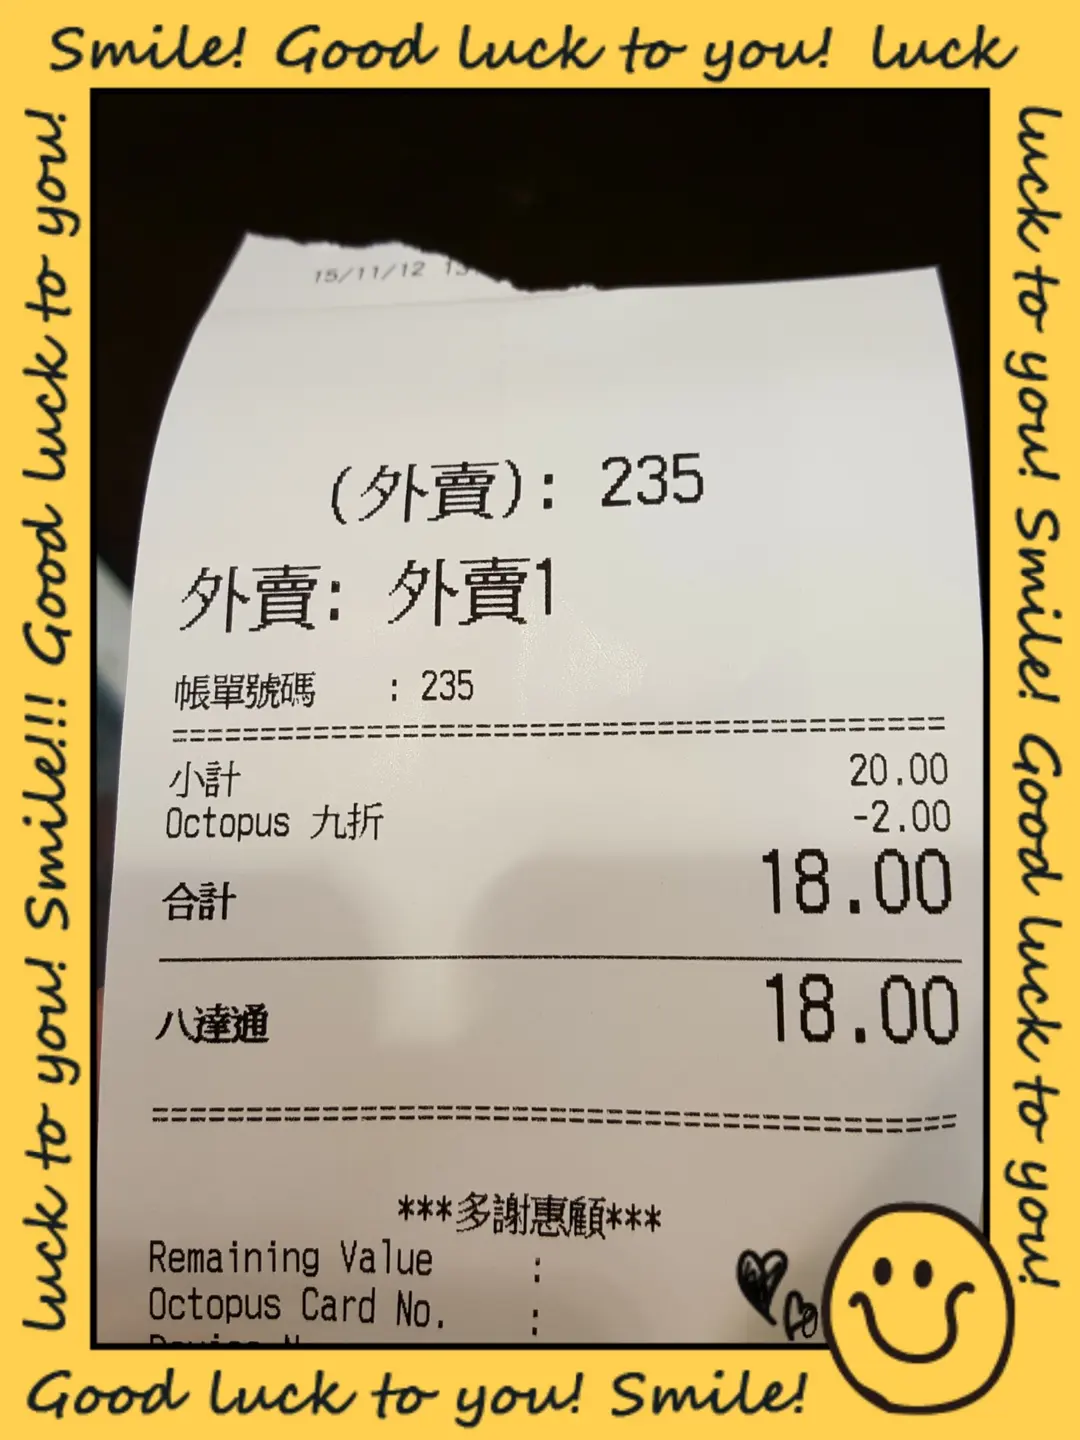 Smile! Good luck to you! luck
luck to you! Smile!!! Good luck to you!
luck to you! Smile! Good luck to you!
15/11/12
(外賣): 235
外賣: 外賣1
帳單號碼 : 235
============================================
小計 20.00
Octopus 九折 -2.00
合計 18.00
八達通 18.00
============================================
***多謝惠顧***
Remaining Value :
Octopus Card No. :
Good luck to you! Smile!